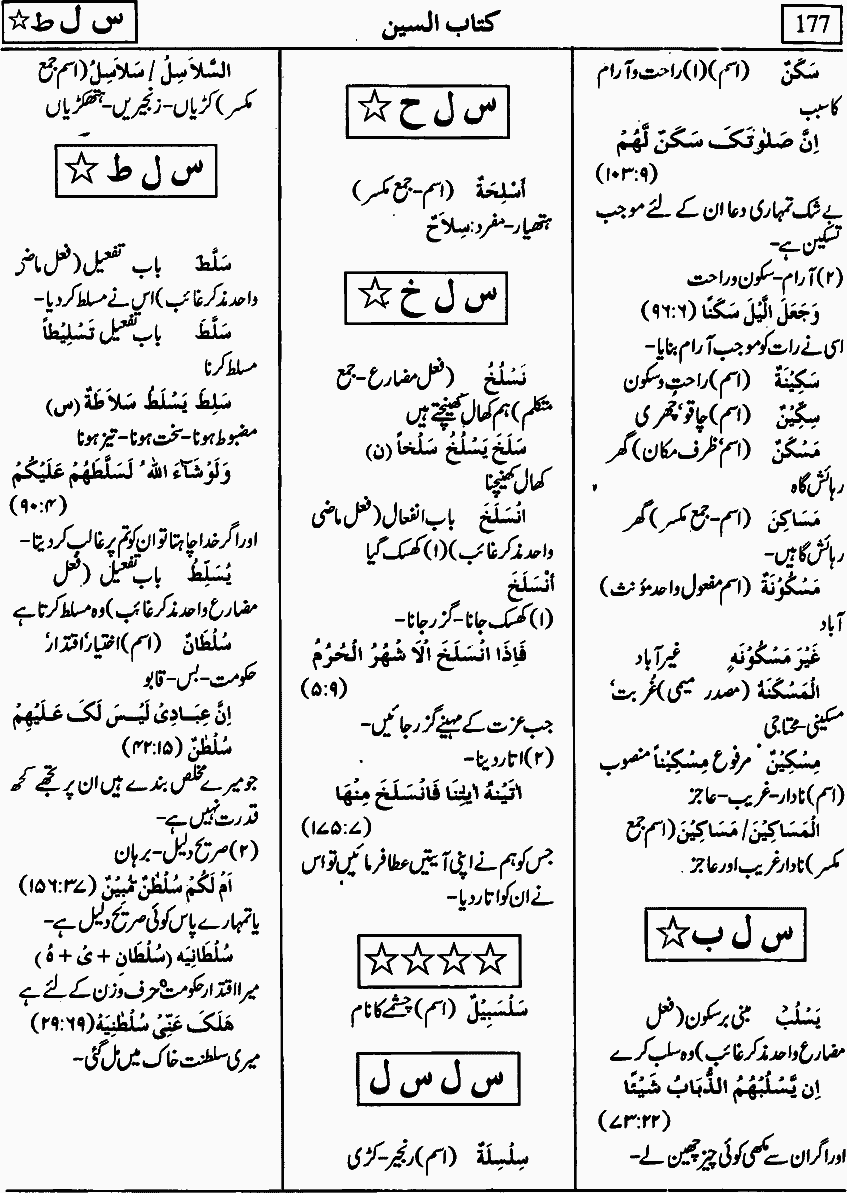 177
کتاب السین
س ل ط ☆
سَکَنٌ (اسم)(۱) راحت و آرام
کا سبب
اِنَّ صَلٰوتَکَ سَکَنٌ لَّهُمْ
(۱۰۳:۹)
بے شک تمہاری دعا ان کے لئے موجب
تسکین ہے-
(۲) آرام-سکون و راحت
وَجَعَلَ الَّیْلَ سَکَنًا (۹۶:۶)
اسی نے رات کو موجب آرام بنایا-
سَکِیْنَةٌ (اسم) راحت و سکون
سِکِّیْنٌ (اسم) چاقو٬ چھری
مَسْکَنٌ (اسم٬ ظرف مکان) گھر
رہائش گاہ
مَسَاکِنَ (اسم-جمع مکسر) گھر
رہائش گاہیں-
مَسْکُوْنَةٌ (اسم مفعول واحد مؤنث)
آباد
غَیْرَ مَسْکُوْنَةٍ غیر آباد
الْمَسْکَنَةُ (مصدر میمی) غُربت٬
مسکینی-محتاجی
مِسْکِیْنٌ مرفوع مِسْکِیْناً منصوب
(اسم) نادار-غریب-عاجز
الْمَسَاکِیْنَ/ مَسَاکِیْنَ (اسم جمع
مکسر) نادار غریب اور عاجز
س ل ب ☆
یَسْلُبْ مبنی بر سکون (فعل
مضارع واحد مذکر غائب) وہ سلب کرے
اِن یَّسْلُبْهُمُ الذُّبَابُ شَیْئًا
(۷۳:۲۲)
اور اگر ان سے مکھی کوئی چیز چھین لے-
س ل ح ☆
اَسْلِحَةٌ (اسم-جمع مکسر)
ہتھیار-مفرد: سِلاَحٌ
س ل خ ☆
نَسْلُخُ (فعل مضارع-جمع
متکلم) ہم کھال کھینچتے ہیں
سَلَخَ یَسْلُخُ سَلْخاً (ن)
کھال کھینچنا
انْسَلَخَ باب انفعال (فعل ماضی
واحد مذکر غائب)(۱) کھسک گیا
اَنْسَلَخَ
(۱) کھسک جانا-گزر جانا-
فَاِذَا انْسَلَخَ الْاَ شْهُرُ الْحُرُمُ
(۵:۹)
جب عزت کے مہینے گزر جائیں-
(۲) اتار دینا-
اٰتَیْنٰهُ اٰیٰتِنَا فَانْسَلَخَ مِنْهَا
(۱۷۵:۷)
جس کو ہم نے اپنی آیتیں عطا فرمائیں تو اس
نے ان کو اتار دیا-
☆☆☆☆
سَلْسَبِیْلٌ (اسم) چشمے کا نام
س ل س ل
سِلْسِلَةٌ (اسم) زنجیر-کڑی
السَّلَاسِلُ / سَلاَسِلُ (اسم جمع
مکسر) کڑیاں-زنجیریں-ہتھکڑیاں
س ل ط ☆
سَلَّطَ باب تفعیل (فعل ماضی
واحد مذکر غائب) اس نے مسلط کر دیا-
سَلَّطَ باب تفعیل تَسْلِیْطاً
مسلط کرنا
سَلِطَ یَسْلَطُ سَلاَطَةٌ (س)
مضبوط ہونا-سخت ہونا-تیز ہونا
وَلَوْ شَآءَ اللّٰهُ لَسَلَّطَهُمْ عَلَیْکُمْ
(۹۰:۴)
اور اگر خدا چاہتا تو ان کو تم پر غالب کر دیتا-
یُسَلِّطُ باب تفعیل (فعل
مضارع واحد مذکر غائب) وہ مسلط کرتا ہے
سُلْطَانٌ (اسم) اختیار٬ اقتدار٬
حکومت-بس-قابو
اِنَّ عِبَادِیْ لَیْسَ لَکَ عَلَیْهِمْ
سُلْطٰنٌ (۴۲:۱۵)
جو میرے مخلص بندے ہیں ان پر تجھے کچھ
قدرت نہیں ہے-
(۲) صریح دلیل-برہان
اَمْ لَکُمْ سُلْطٰنٌ مُّبِیْنٌ (۱۵۶:۳۷)
یا تمہارے پاس کوئی صریح دلیل ہے-
سُلْطَانِیَه (سُلْطَانِ + یْ + هُ)
میرا اقتدار حکومت ہ حرف وزن کے لئے ہے
هَلَکَ عَنِّیْ سُلْطٰنِیَهْ (۲۹:۶۹)
میری سلطنت خاک میں مل گئی-